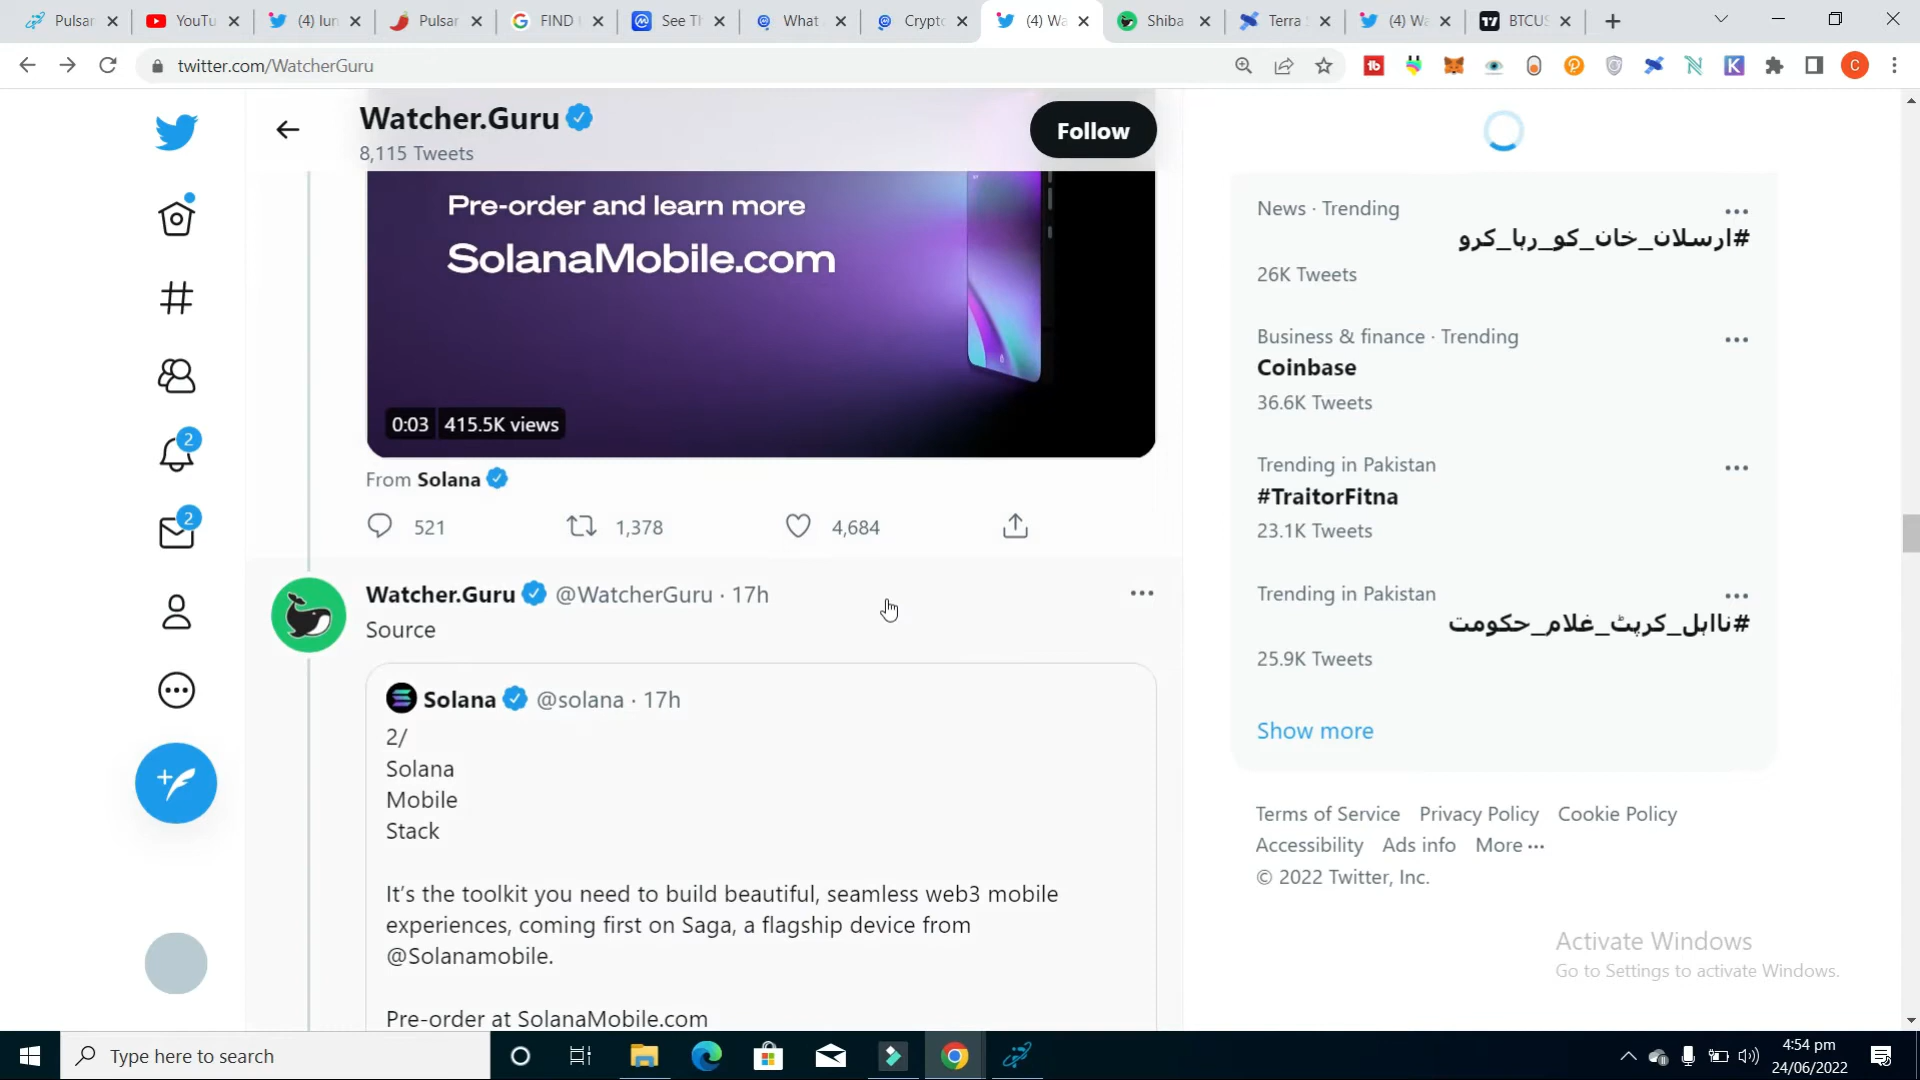 Pulsar
YouTu
(4) lun
Pulsar
FIND
See Th
What
Crypto
(4) Wa
Shiba
Terra
(4) Wa
BTCUS
twitter.com/WatcherGuru
Watcher.Guru
8,115 Tweets
Follow
Pre-order and learn more
SolanaMobile.com
0:03
415.5K views
From Solana
521
1,378
4,684
Watcher.Guru @WatcherGuru · 17h
Source
Solana @solana · 17h
2/
Solana
Mobile
Stack
It's the toolkit you need to build beautiful, seamless web3 mobile
experiences, coming first on Saga, a flagship device from
@Solanamobile.
Pre-order at SolanaMobile.com
2
2
News · Trending
#ارسلان_خان_کو_رہا_کرو
26K Tweets
Business & finance · Trending
Coinbase
36.6K Tweets
Trending in Pakistan
#TraitorFitna
23.1K Tweets
Trending in Pakistan
#نااہل_کرپٹ_غلام_حکومت
25.9K Tweets
Show more
Terms of Service Privacy Policy Cookie Policy
Accessibility Ads info More ···
© 2022 Twitter, Inc.
Activate Windows
Go to Settings to activate Windows.
Type here to search
4:54 pm
24/06/2022